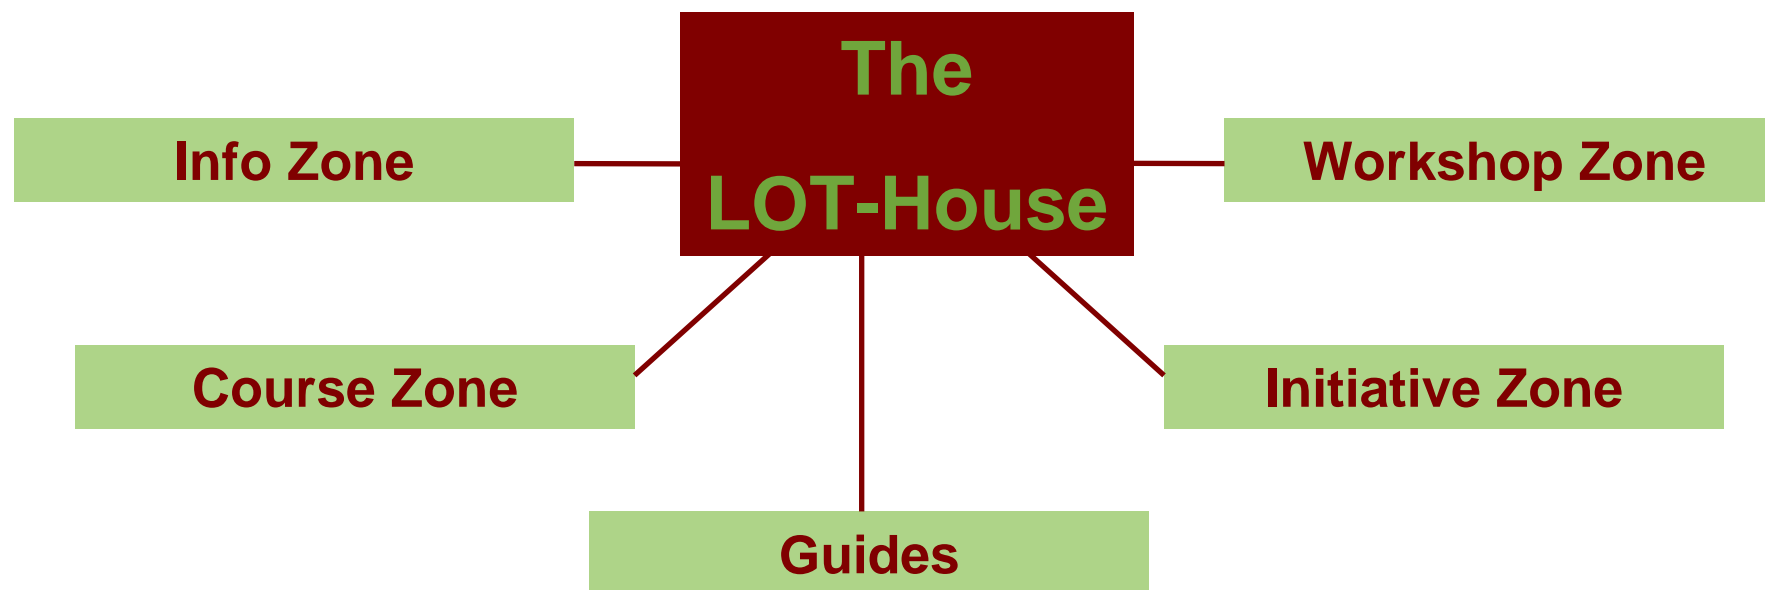 The
LOT-House
Info Zone
Workshop Zone
Course Zone
Initiative Zone
Guides